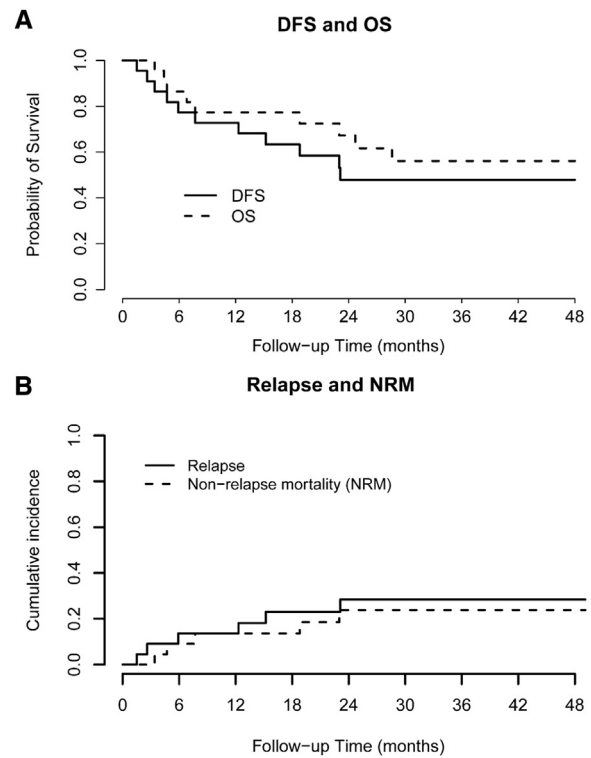 A
DFS and OS
Probability of Survival
1.0
0.8
0.6
0.4
0.2
0.0
DFS
OS
0 6 12 18 24 30 36 42 48
Follow−up Time (months)
B
Relapse and NRM
Cumulative incidence
1.0
0.8
0.6
0.4
0.2
0.0
Relapse
Non−relapse mortality (NRM)
0 6 12 18 24 30 36 42 48
Follow−up Time (months)